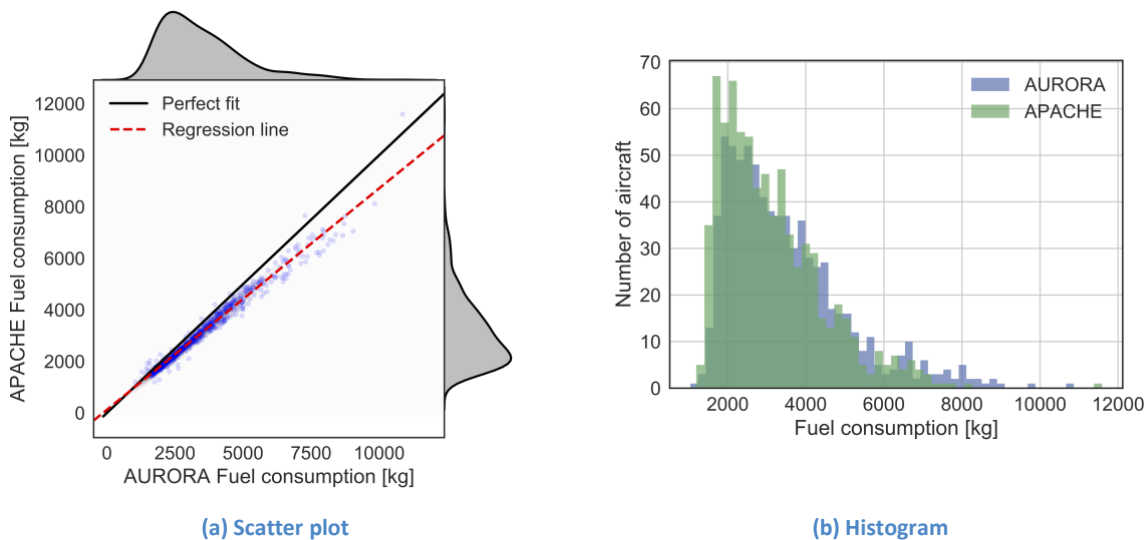 Perfect fit
Regression line
APACHE Fuel consumption [kg]
12000
10000
8000
6000
4000
2000
0
0 2500 5000 7500 10000
AURORA Fuel consumption [kg]
(a) Scatter plot
AURORA
APACHE
Number of aircraft
70
60
50
40
30
20
10
0
2000 4000 6000 8000 10000 12000
Fuel consumption [kg]
(b) Histogram